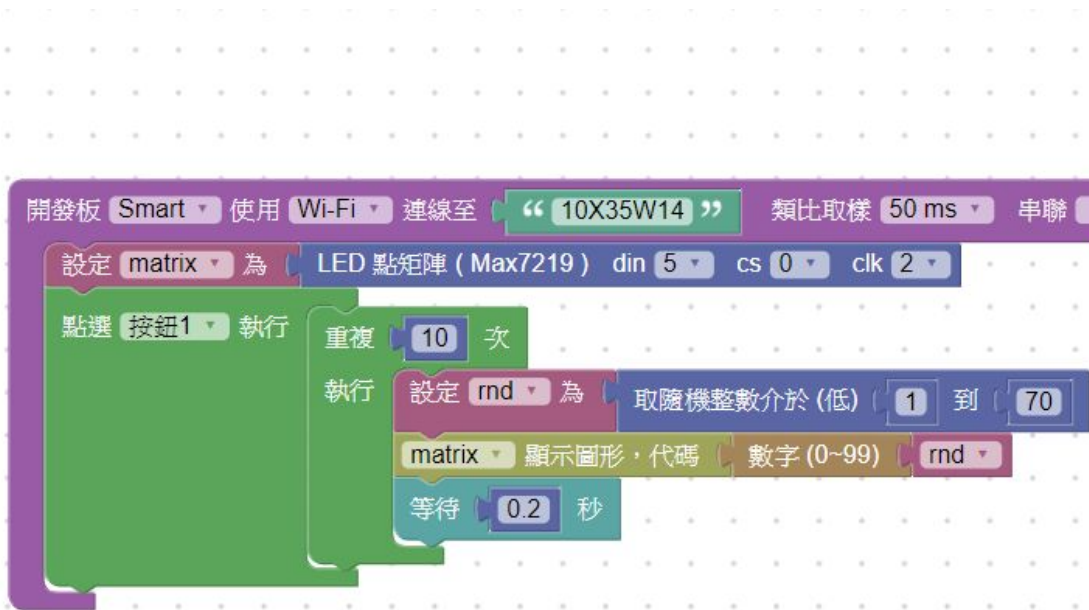 開發板 Smart 使用 Wi-Fi 連線至 “ 10X35W14 ” 類比取樣 50 ms 串聯
設定 matrix 為 LED 點矩陣 ( Max7219 ) din 5 cs 0 clk 2
點選 按鈕1 執行
重複 10 次
執行
設定 rnd 為 取隨機整數介於 (低) 1 到 70
matrix 顯示圖形，代碼 數字 (0~99) rnd
等待 0.2 秒